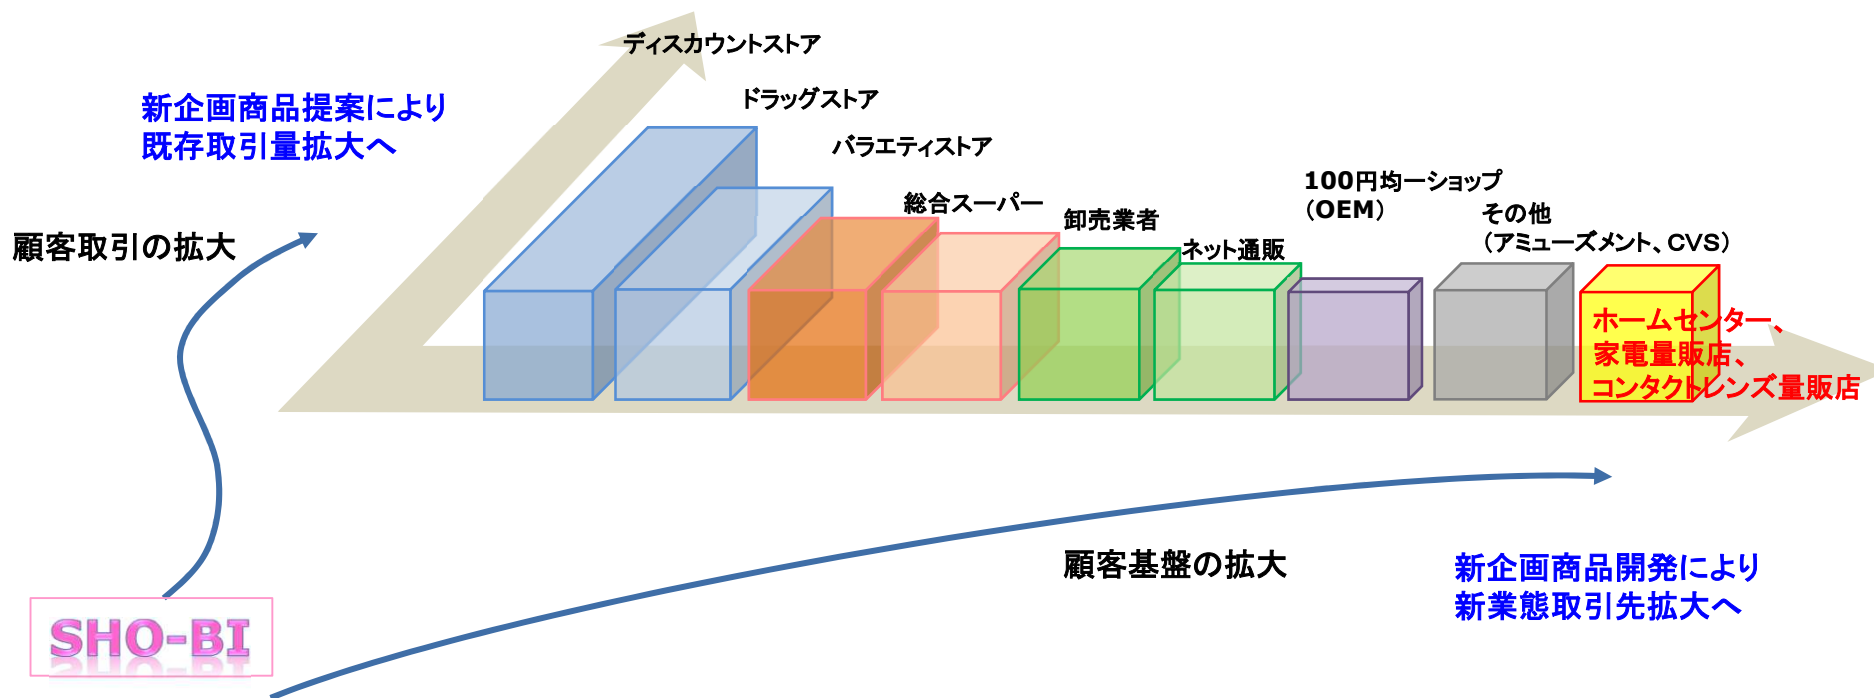 ディスカウントストア
新企画商品提案により
既存取引量拡大へ
ドラッグストア
バラエティストア
100円均一ショップ
（OEM）
総合スーパー
卸売業者
その他
（アミューズメント、CVS）
顧客取引の拡大
ネット通販
ホームセンター、
家電量販店、
コンタクトレンズ量販店
顧客基盤の拡大
新企画商品開発により
新業態取引先拡大へ
SHO-BI